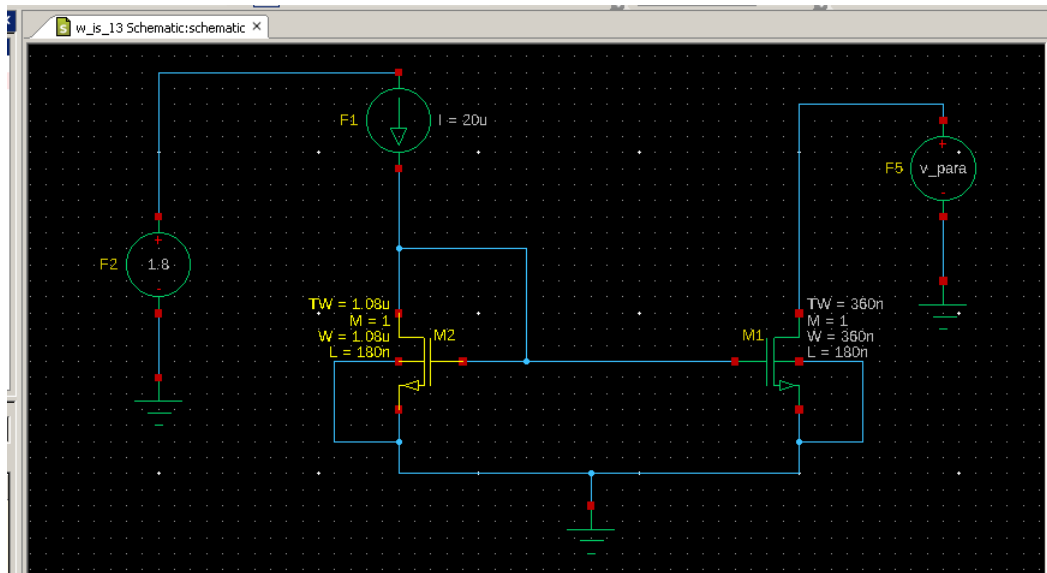 w_is_13 Schematic:schematic
F1
I = 20u
F5
+
v_para
-
F2
+
1.8
-
TW = 1.08u
M = 1
W = 1.08u
L = 180n
M2
M1
TW = 360n
M = 1
W = 360n
L = 180n